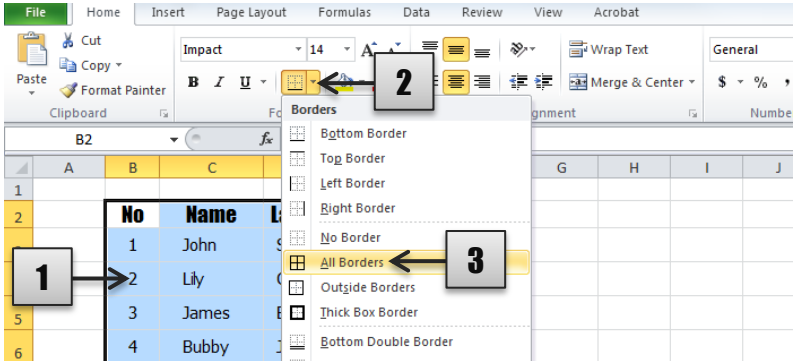 File Home Insert Page Layout Formulas Data Review View Acrobat
Cut
Copy
Format Painter
Paste
Clipboard
Impact 14 A
B I U
Wrap Text
Merge & Center
General
$ % ,
Numbe
2
B2 fx
Borders
Bottom Border
Top Border
Left Border
Right Border
No Border
All Borders
Outside Borders
Thick Box Border
Bottom Double Border
3
A B C G H I J
1
2 No Name
1 John
1
2 Lily
5 3 James
6 4 Bubby